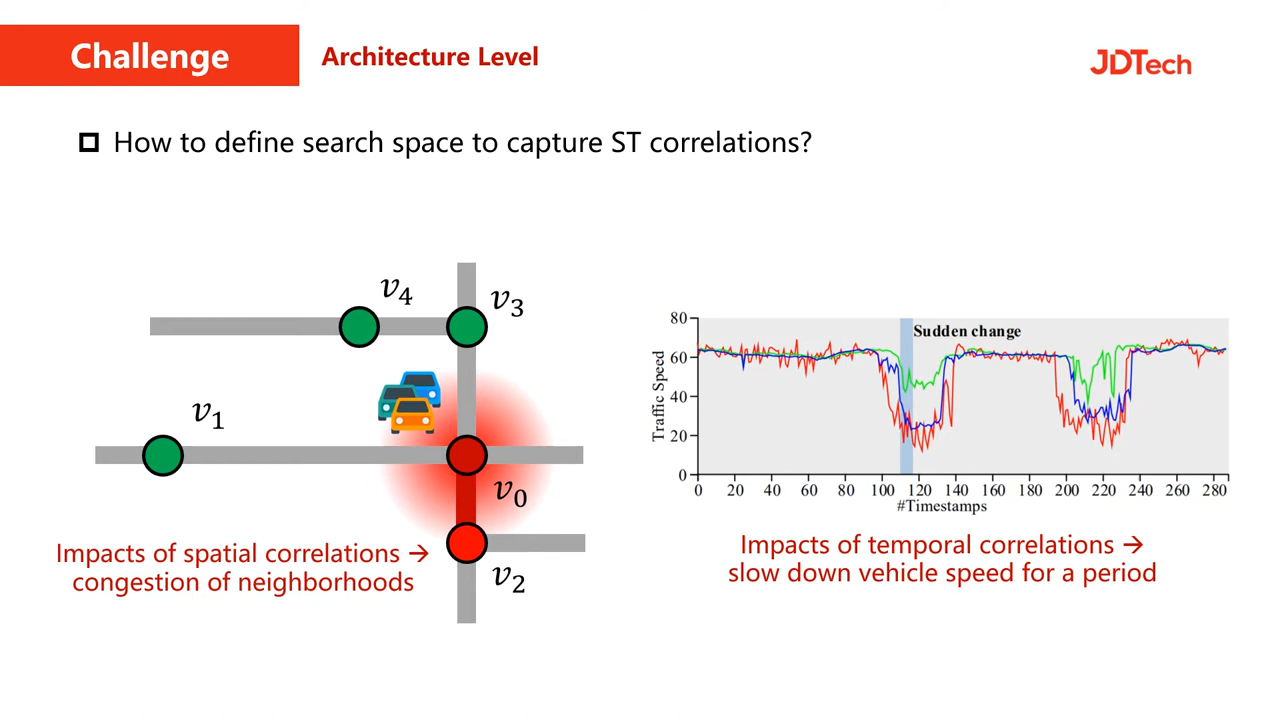 Challenge
Architecture Level
JDTech
How to define search space to capture ST correlations?
v4
v3
v1
v0
v2
Impacts of spatial correlations →
congestion of neighborhoods
Sudden change
Traffic Speed
80
60
40
20
0
0 20 40 60 80 100 120 140 160 180 200 220 240 260 280
#Timestamps
Impacts of temporal correlations →
slow down vehicle speed for a period